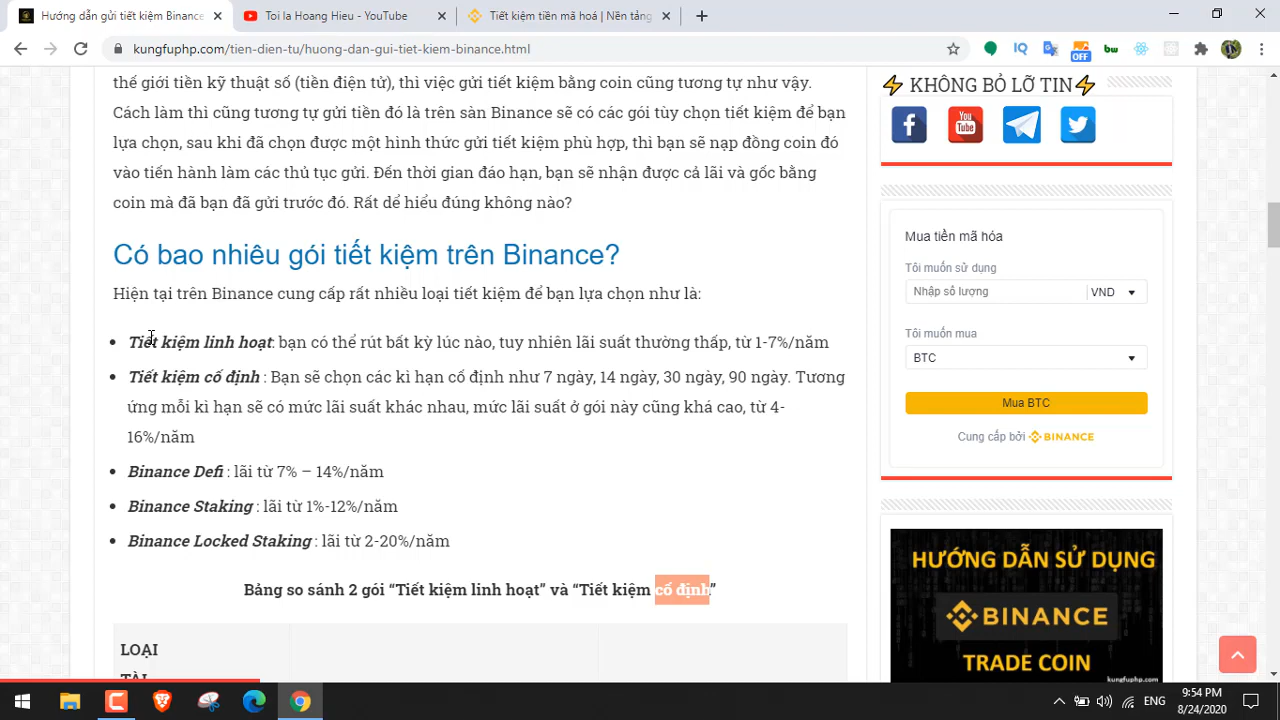 Hướng dẫn gửi tiết kiệm Binance
Toi la Hiếu - YouTube
Tiết kiệm tiền mã hóa | Nền tảng
kungfuphp.com/tien-dien-tu/huong-dan-gui-tiet-kiem-binance.html
IQ
OFF
bw
thế giới tiền kỹ thuật số (tiền điện tử), thì việc gửi tiết kiệm bằng coin cũng tương tự như vậy.
Cách làm thì cũng tương tự gửi tiền đó là trên sàn Binance sẽ có các gói tùy chọn tiết kiệm để bạn
lựa chọn, sau khi đã chọn được một hình thức gửi tiết kiệm phù hợp, thì bạn sẽ nạp đồng coin đó
vào tiến hành làm các thủ tục gửi. Đến thời gian đáo hạn, bạn sẽ nhận được cả lãi và gốc bằng
coin mà đã bạn đã gửi trước đó. Rất dể hiểu đúng không nào?
Có bao nhiêu gói tiết kiệm trên Binance?
Hiện tại trên Binance cung cấp rất nhiều loại tiết kiệm để bạn lựa chọn như là:
Tiết kiệm linh hoạt: bạn có thể rút bất kỳ lúc nào, tuy nhiên lãi suất thường thấp, từ 1-7%/năm
Tiết kiệm cố định : Bạn sẽ chọn các kì hạn cố định như 7 ngày, 14 ngày, 30 ngày, 90 ngày. Tương
ứng mỗi kì hạn sẽ có mức lãi suất khác nhau, mức lãi suất ở gói này cũng khá cao, từ 4-
16%/năm
Binance Defi : lãi từ 7% – 14%/năm
Binance Staking : lãi từ 1%-12%/năm
Binance Locked Staking : lãi từ 2-20%/năm
Bảng so sánh 2 gói “Tiết kiệm linh hoạt” và “Tiết kiệm cố định”
LOẠI
TÀI
⚡ KHÔNG BỎ LỠ TIN⚡
You
Tube
Mua tiền mã hóa
Tôi muốn sử dụng
Nhập số lượng
VND
Tôi muốn mua
BTC
Mua BTC
Cung cấp bởi BINANCE
HƯỚNG DẪN SỬ DỤNG
BINANCE
TRADE COIN
kungfuphp.com
ENG
9:54 PM
8/24/2020